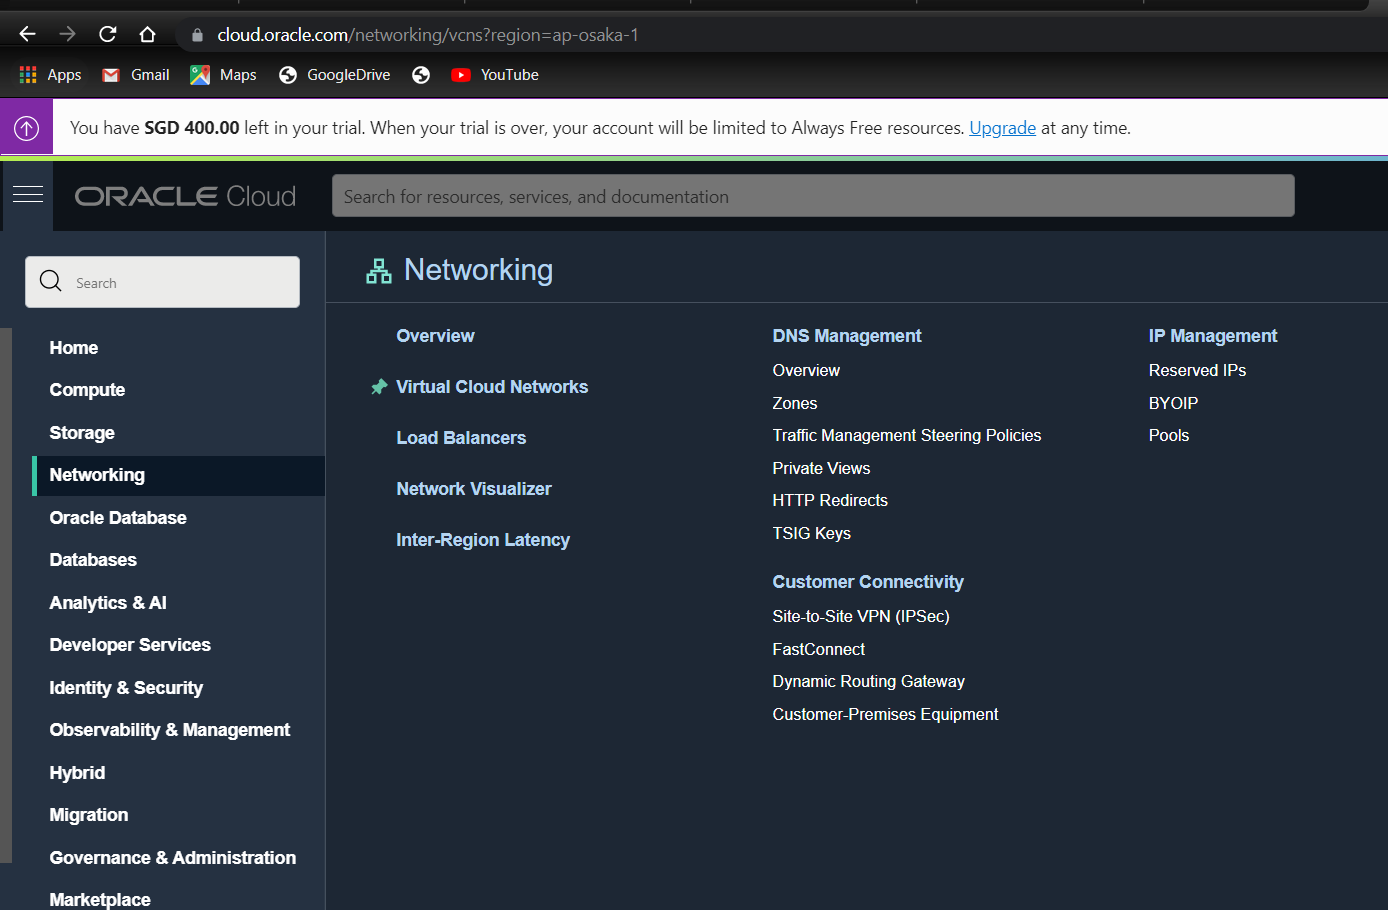 cloud.oracle.com/networking/vcns?region=ap-osaka-1
Apps Gmail Maps GoogleDrive YouTube
You have SGD 400.00 left in your trial. When your trial is over, your account will be limited to Always Free resources. Upgrade at any time.
ORACLE Cloud
Search for resources, services, and documentation
Search
Home
Compute
Storage
Networking
Oracle Database
Databases
Analytics & AI
Developer Services
Identity & Security
Observability & Management
Hybrid
Migration
Governance & Administration
Marketplace
Networking
Overview
Virtual Cloud Networks
Load Balancers
Network Visualizer
Inter-Region Latency
DNS Management
Overview
Zones
Traffic Management Steering Policies
Private Views
HTTP Redirects
TSIG Keys
Customer Connectivity
Site-to-Site VPN (IPSec)
FastConnect
Dynamic Routing Gateway
Customer-Premises Equipment
IP Management
Reserved IPs
BYOIP
Pools